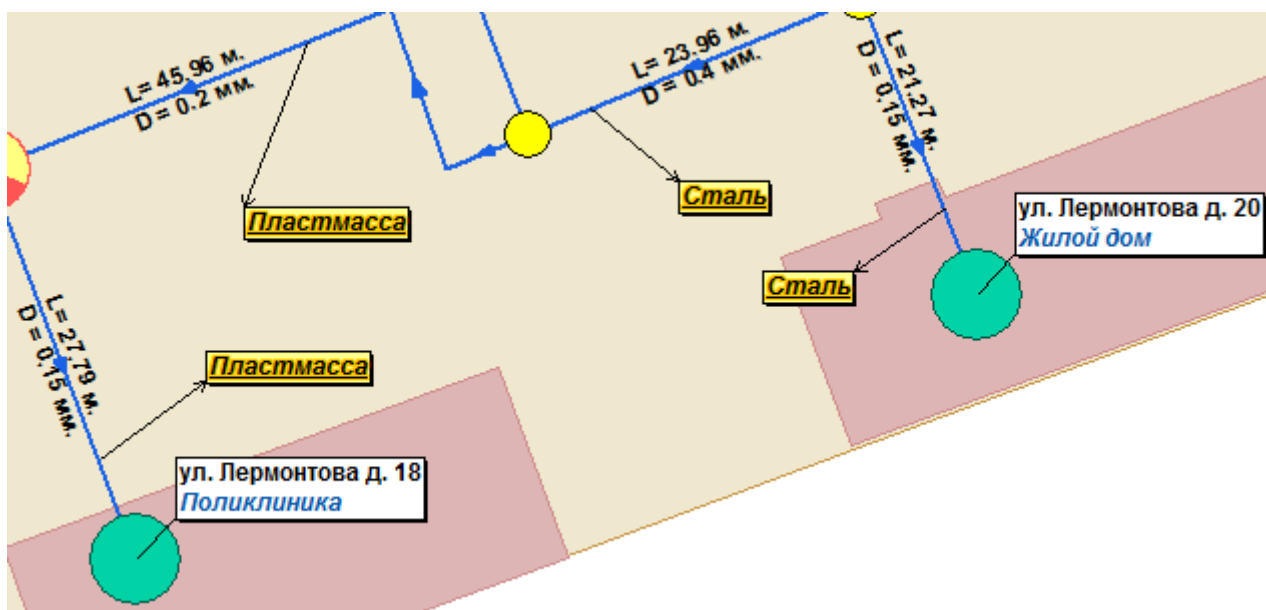 L= 45.96 м.
D = 0.2 мм.
L= 23.96 м.
D = 0.4 мм.
L= 21.27 м.
D = 0.15 мм.
Пластмасса
Сталь
ул. Лермонтова д. 20
Жилой дом
Сталь
L= 27.79 м.
D = 0.15 мм.
Пластмасса
ул. Лермонтова д. 18
Поликлиника